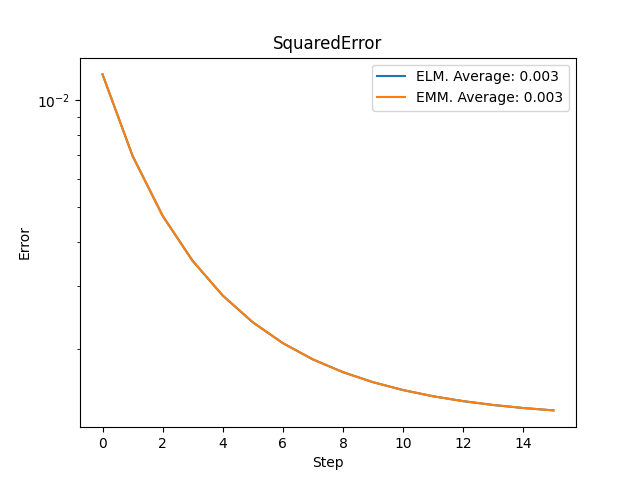 SquaredError
ELM. Average: 0.003
EMM. Average: 0.003
10⁻²
Error
0 2 4 6 8 10 12 14
Step